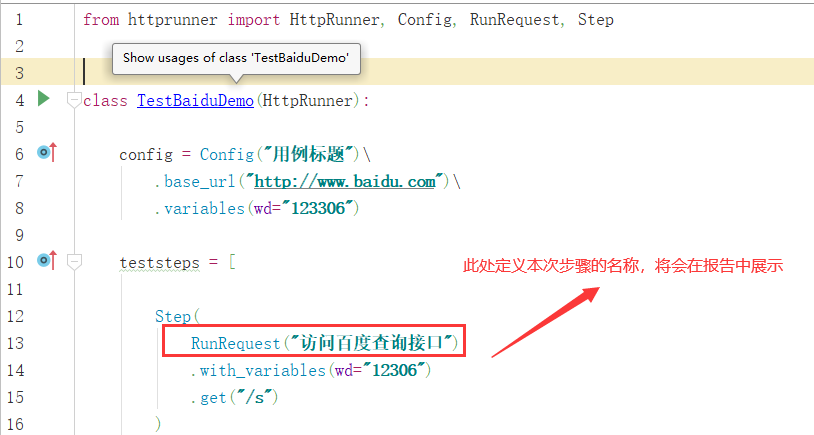 1 from httprunner import HttpRunner, Config, RunRequest, Step
2
Show usages of class 'TestBaiduDemo'
3
4 class TestBaiduDemo(HttpRunner):
5
6 config = Config("用例标题")\
7 .base_url("http://www.baidu.com")\
8 .variables(wd="123306")
9
10 teststeps = [
此处定义本次步骤的名称，将会在报告中展示
11
12 Step(
13 RunRequest("访问百度查询接口")
14 .with_variables(wd="12306")
15 .get("/s")
16 )